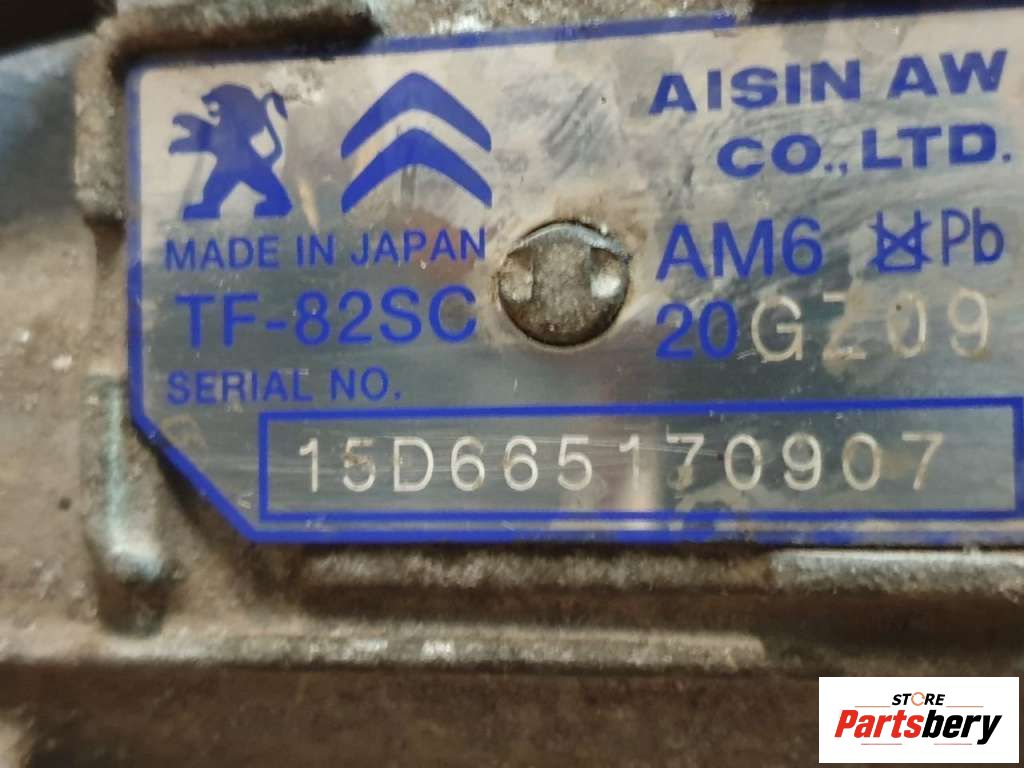 AISIN AW
CO.,LTD.
MADE IN JAPAN
AM6 Pb
TF-82SC
20GZ09
SERIAL NO.
15D665170907
STORE
Partsbery